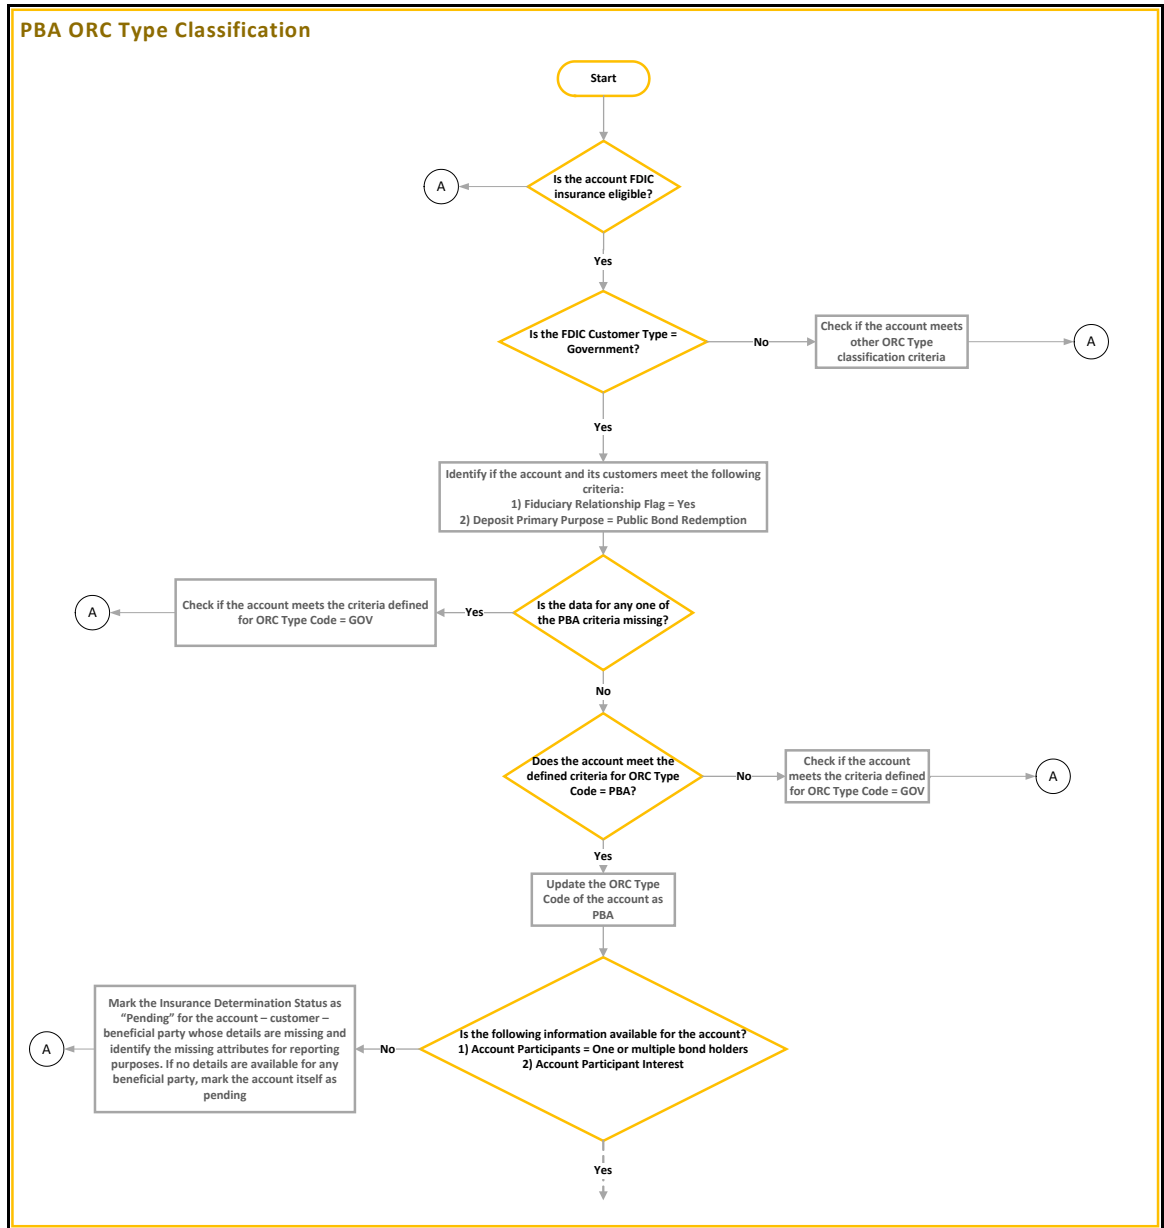 PBA ORC Type Classification
Start
Is the account FDIC
insurance eligible?
A
Yes
Is the FDIC Customer Type =
Government?
No
Check if the account meets
other ORC Type
classification criteria
A
Yes
Identify if the account and its customers meet the following
criteria:
1) Fiduciary Relationship Flag = Yes
2) Deposit Primary Purpose = Public Bond Redemption
Is the data for any one of
the PBA criteria missing?
Yes
Check if the account meets the criteria defined
for ORC Type Code = GOV
A
No
Does the account meet the
defined criteria for ORC Type
Code = PBA?
No
Check if the account
meets the criteria defined
for ORC Type Code = GOV
A
Yes
Update the ORC Type
Code of the account as
PBA
Is the following information available for the account?
1) Account Participants = One or multiple bond holders
2) Account Participant Interest
No
Mark the Insurance Determination Status as
“Pending” for the account – customer –
beneficial party whose details are missing and
identify the missing attributes for reporting
purposes. If no details are available for any
beneficial party, mark the account itself as
pending
A
Yes